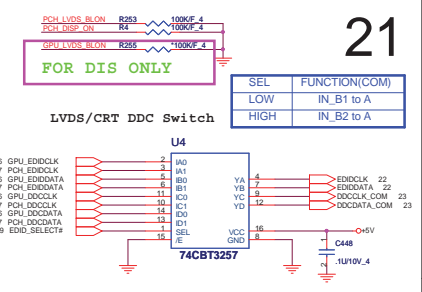 PCH_LVDS_BLON R253 100K/F_4
PCH_DISP_ON R4 100K/F_4
GPU_LVDS_BLON R255 *100K/F_4
FOR DIS ONLY
21
SEL FUNCTION(COM)
LOW IN_B1 to A
HIGH IN_B2 to A
LVDS/CRT DDC Switch
U4
GPU_EDIDCLK 2 IA0
PCH_EDIDCLK 3 IA1
GPU_EDIDDATA 5 IB0
PCH_EDIDDATA 6 IB1
GPU_DDCCLK 11 IC0
PCH_DDCCLK 10 IC1
GPU_DDCDATA 14 ID0
PCH_DDCDATA 13 ID1
EDID_SELECT# 1 SEL
15 /E
YA 4 EDIDCLK 22
YB 7 EDIDDATA 22
YC 9 DDCCLK_COM 23
YD 12 DDCDATA_COM 23
VCC 16 +5V
GND 8
74CBT3257
1 C448
2 .1U/10V_4